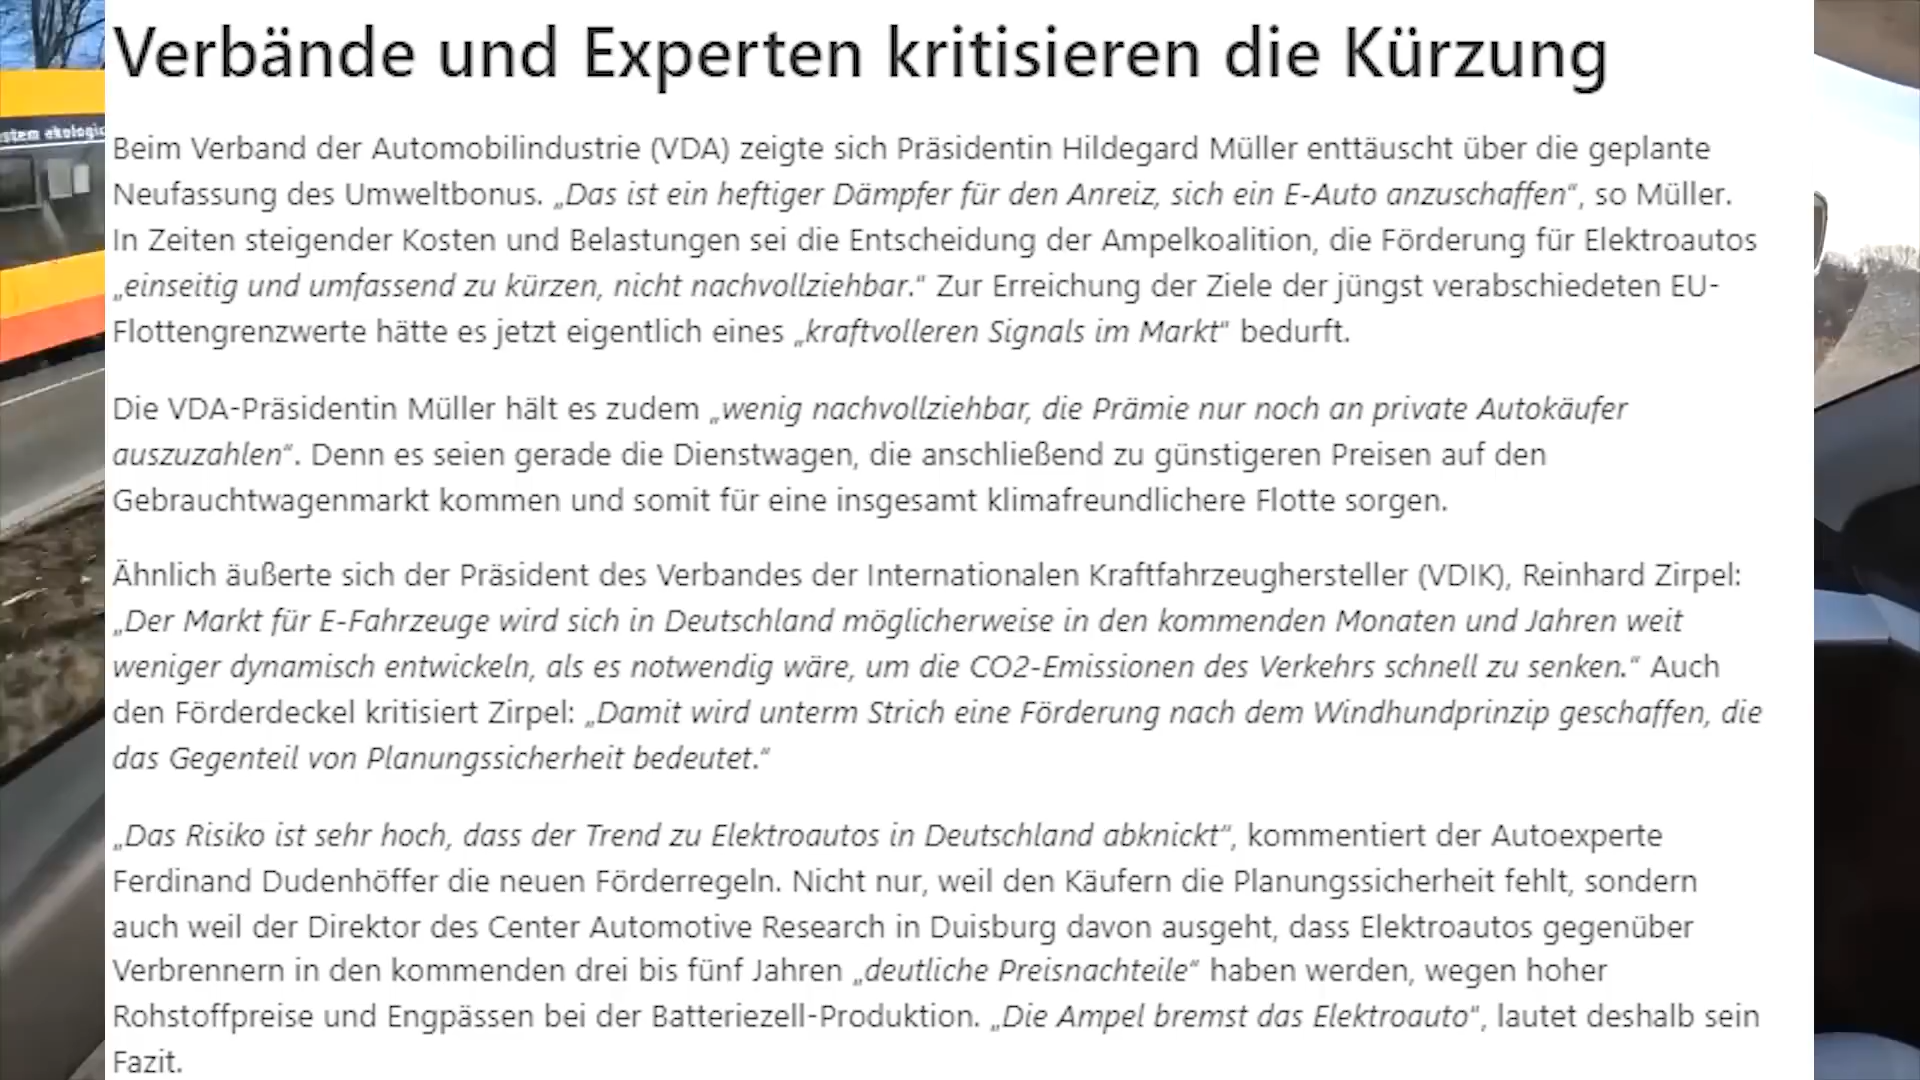 Verbände und Experten kritisieren die Kürzung
Beim Verband der Automobilindustrie (VDA) zeigte sich Präsidentin Hildegard Müller enttäuscht über die geplante
Neufassung des Umweltbonus. „Das ist ein heftiger Dämpfer für den Anreiz, sich ein E-Auto anzuschaffen“, so Müller.
In Zeiten steigender Kosten und Belastungen sei die Entscheidung der Ampelkoalition, die Förderung für Elektroautos
„einseitig und umfassend zu kürzen, nicht nachvollziehbar.“ Zur Erreichung der Ziele der jüngst verabschiedeten EU-
Flottengrenzwerte hätte es jetzt eigentlich eines „kraftvolleren Signals im Markt“ bedurft.
Die VDA-Präsidentin Müller hält es zudem „wenig nachvollziehbar, die Prämie nur noch an private Autokäufer
auszuzahlen“. Denn es seien gerade die Dienstwagen, die anschließend zu günstigeren Preisen auf den
Gebrauchtwagenmarkt kommen und somit für eine insgesamt klimafreundlichere Flotte sorgen.
Ähnlich äußerte sich der Präsident des Verbandes der Internationalen Kraftfahrzeughersteller (VDIK), Reinhard Zirpel:
„Der Markt für E-Fahrzeuge wird sich in Deutschland möglicherweise in den kommenden Monaten und Jahren weit
weniger dynamisch entwickeln, als es notwendig wäre, um die CO2-Emissionen des Verkehrs schnell zu senken.“ Auch
den Förderdeckel kritisiert Zirpel: „Damit wird unterm Strich eine Förderung nach dem Windhundprinzip geschaffen, die
das Gegenteil von Planungssicherheit bedeutet.“
„Das Risiko ist sehr hoch, dass der Trend zu Elektroautos in Deutschland abknickt“, kommentiert der Autoexperte
Ferdinand Dudenhöffer die neuen Förderregeln. Nicht nur, weil den Käufern die Planungssicherheit fehlt, sondern
auch weil der Direktor des Center Automotive Research in Duisburg davon ausgeht, dass Elektroautos gegenüber
Verbrennern in den kommenden drei bis fünf Jahren „deutliche Preisnachteile“ haben werden, wegen hoher
Rohstoffpreise und Engpässen bei der Batteriezell-Produktion. „Die Ampel bremst das Elektroauto“, lautet deshalb sein
Fazit.